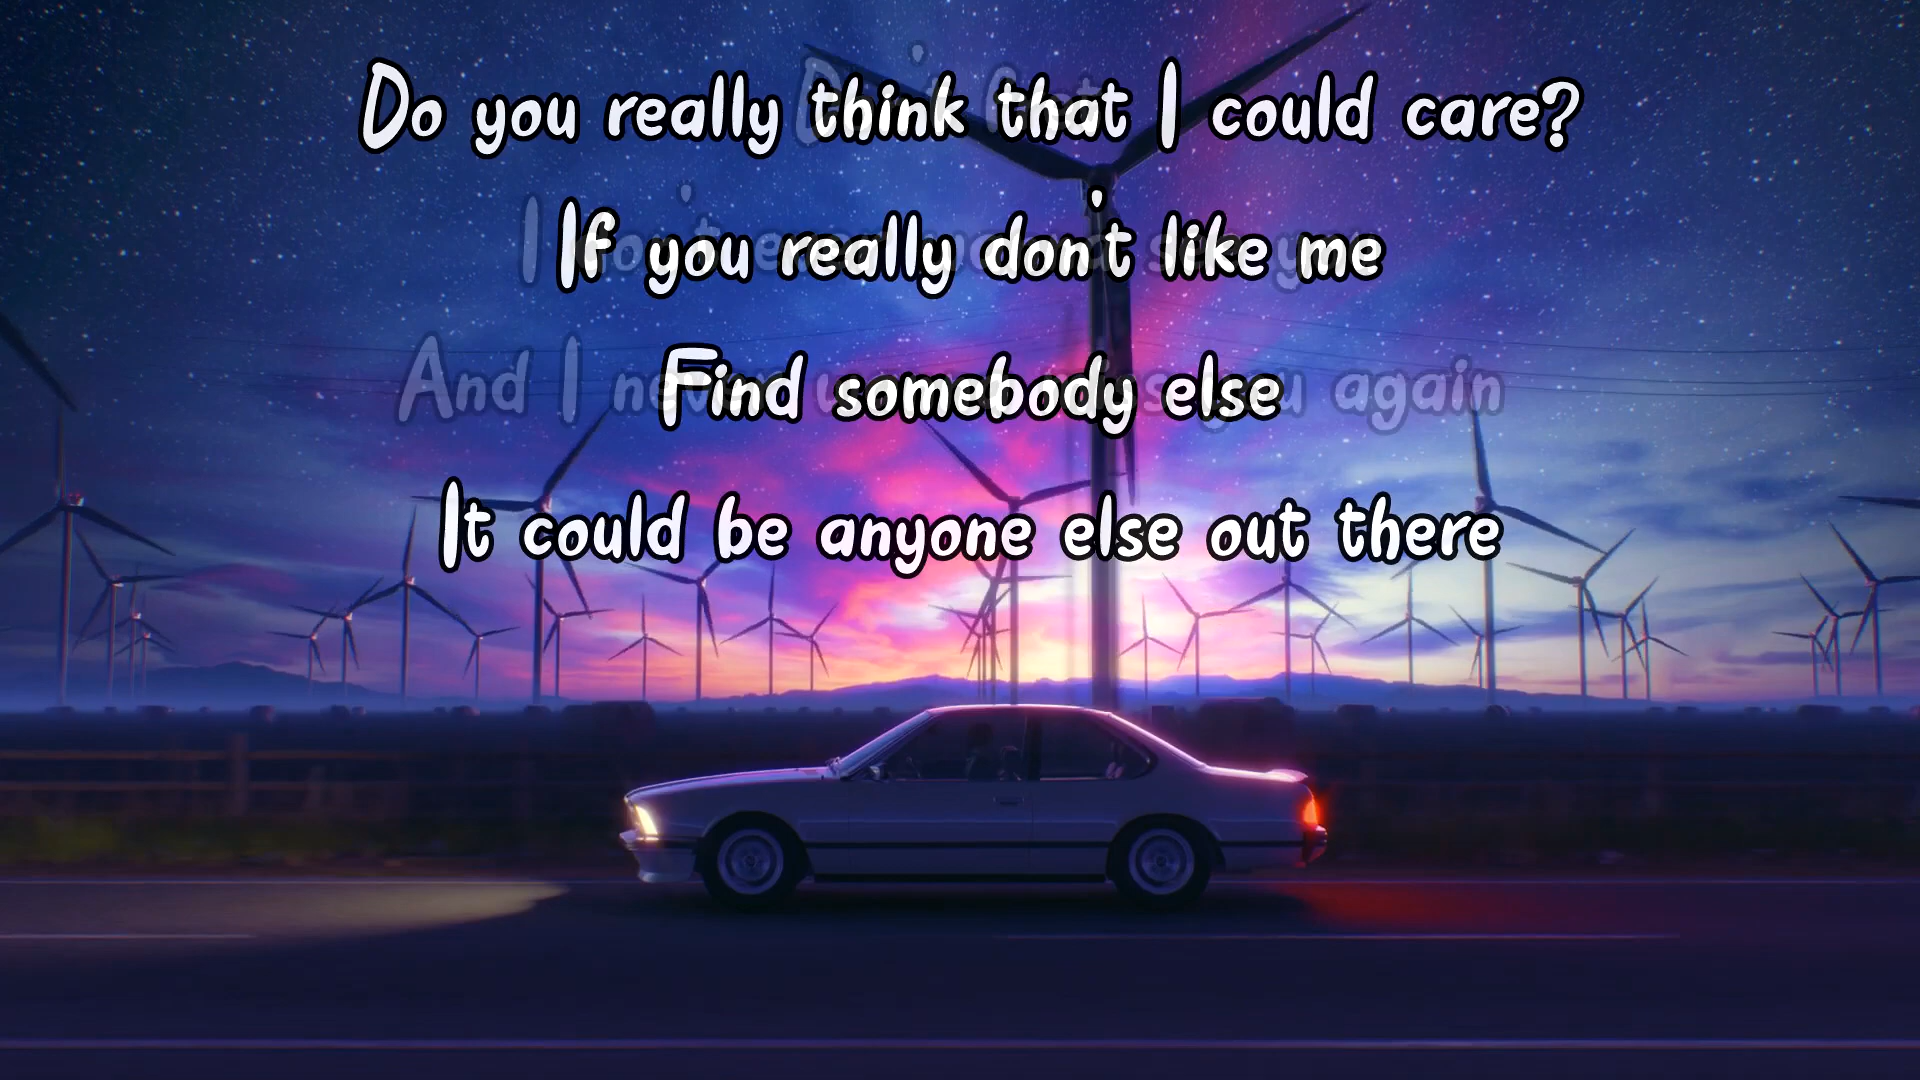 Do you really think that I could care?
If you really don't like me
Find somebody else
It could be anyone else out there